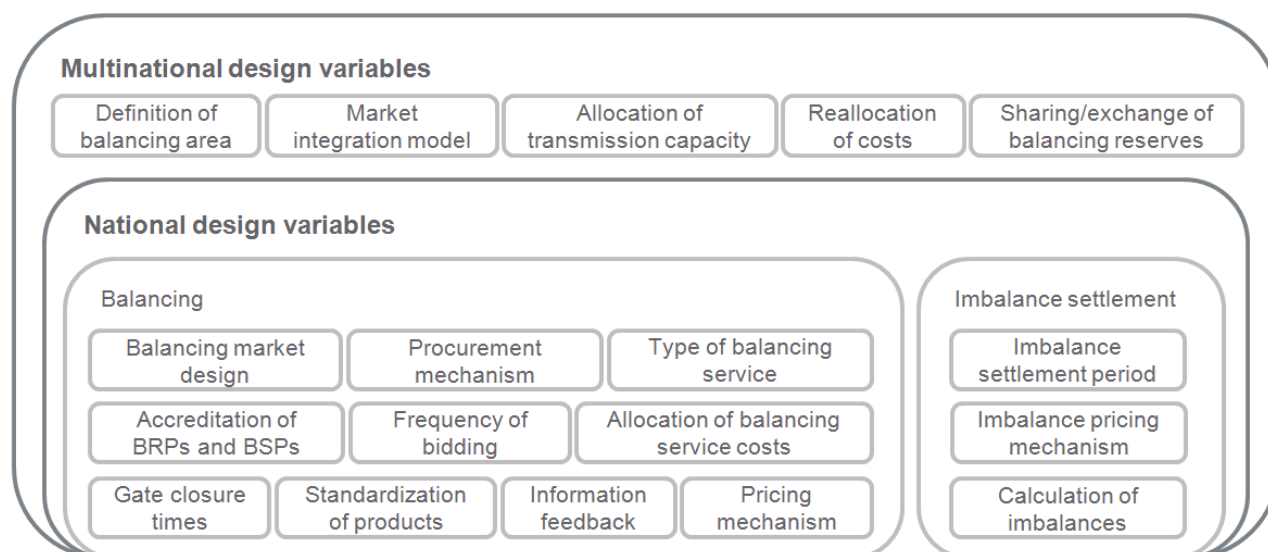 Multinational design variables
Definition of
balancing area
Market
integration model
Allocation of
transmission capacity
Reallocation
of costs
Sharing/exchange of
balancing reserves
National design variables
Balancing
Balancing market
design
Procurement
mechanism
Type of balancing
service
Accreditation of
BRPs and BSPs
Frequency of
bidding
Allocation of balancing
service costs
Gate closure
times
Standardization
of products
Information
feedback
Pricing
mechanism
Imbalance settlement
Imbalance
settlement period
Imbalance pricing
mechanism
Calculation of
imbalances